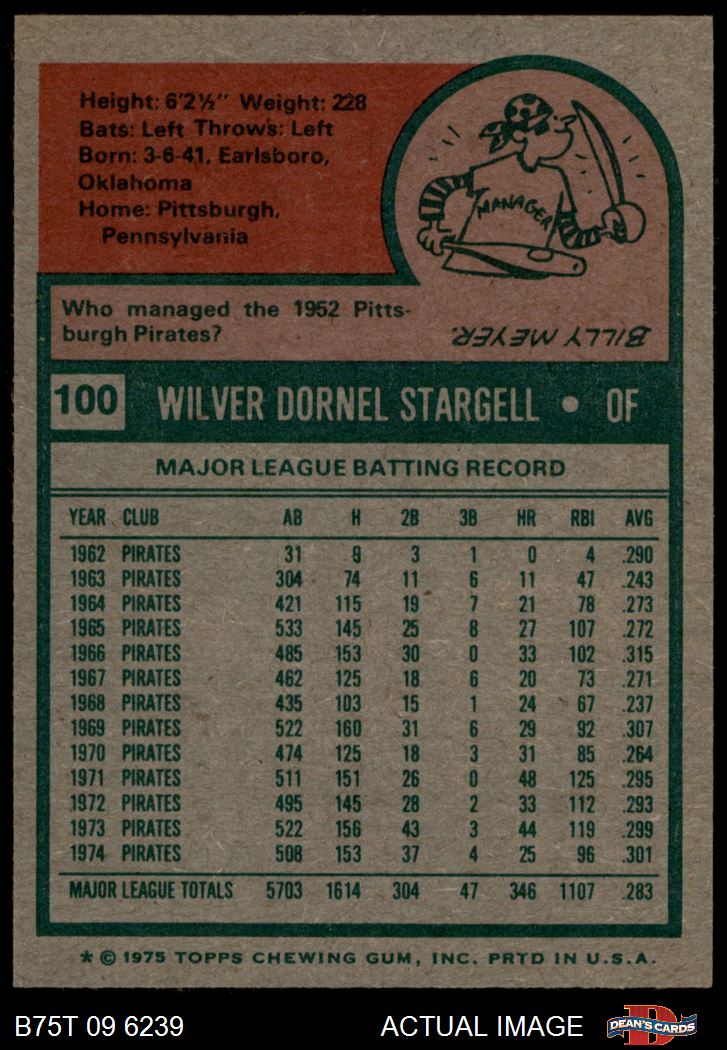 Height: 6'2½" Weight: 228
Bats: Left Throws: Left
Born: 3-6-41, Earlsboro,
Oklahoma
Home: Pittsburgh,
Pennsylvania
MANAGER
Who managed the 1952 Pitts-
burgh Pirates?
BILLY MEYER.
100 WILVER DORNEL STARGELL • OF
MAJOR LEAGUE BATTING RECORD
YEAR CLUB AB H 2B 3B HR RBI AVG
1962 PIRATES 31 9 3 1 0 4 .290
1963 PIRATES 304 74 11 6 11 47 .243
1964 PIRATES 421 115 19 7 21 78 .273
1965 PIRATES 533 145 25 8 27 107 .272
1966 PIRATES 485 153 30 0 33 102 .315
1967 PIRATES 462 125 18 6 20 73 .271
1968 PIRATES 435 103 15 1 24 67 .237
1969 PIRATES 522 160 31 6 29 92 .307
1970 PIRATES 474 125 18 3 31 85 .264
1971 PIRATES 511 151 26 0 48 125 .295
1972 PIRATES 495 145 28 2 33 112 .293
1973 PIRATES 522 156 43 3 44 119 .299
1974 PIRATES 508 153 37 4 25 96 .301
MAJOR LEAGUE TOTALS 5703 1614 304 47 346 1107 .283
* © 1975 TOPPS CHEWING GUM, INC. PRTD IN U.S.A.
B75T 09 6239 ACTUAL IMAGE D DEAN'S CARDS